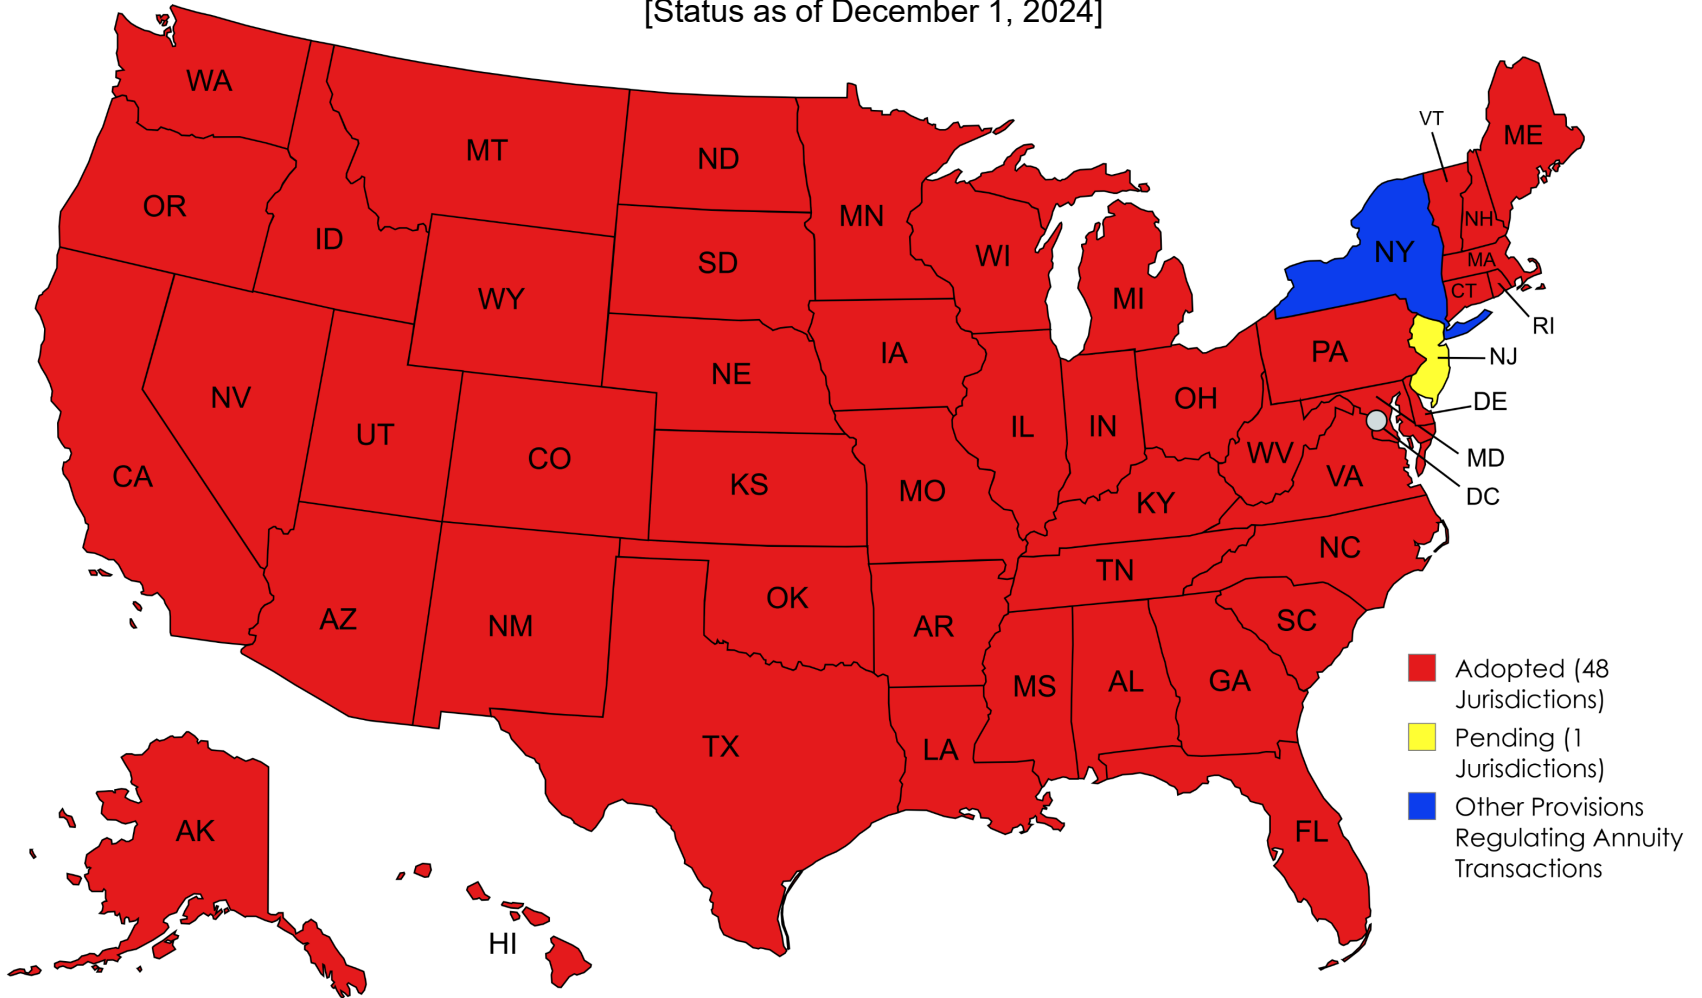 [Status as of December 1, 2024]
WA
MT
ND
MN
VT
ME
OR
ID
SD
WI
NY
NH
MA
CT
WY
MI
RI
IA
PA
NJ
NV
NE
OH
DE
UT
CO
IL
IN
WV
MD
CA
KS
MO
KY
VA
DC
NC
TN
AZ
NM
OK
AR
SC
MS
AL
GA
TX
LA
AK
FL
HI
Adopted (48
Jurisdictions)
Pending (1
Jurisdictions)
Other Provisions
Regulating Annuity
Transactions